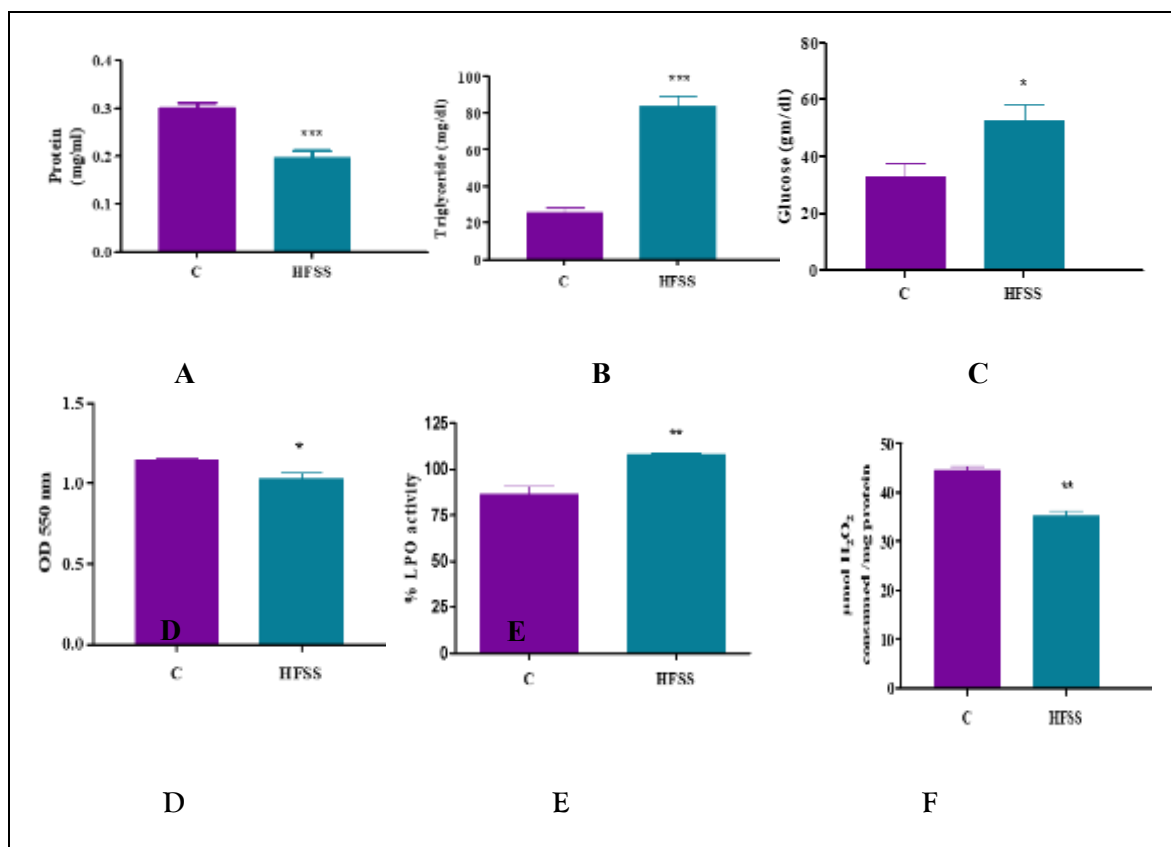 0.4
0.3
0.2
0.1
0.0
Protein
(mg/ml)
***
C
HFSS
100
80
60
40
20
0
Triglyceride (mg/dl)
***
C
HFSS
80
60
40
20
0
Glucose (gm/dl)
*
C
HFSS
A
B
C
1.5
1.0
0.5
0.0
OD 550 nm
*
D
C
HFSS
125
100
75
50
25
0
% LPO activity
**
E
C
HFSS
50
40
30
20
10
0
µmol H₂O₂
consumed /mg protein
**
C
HFSS
D
E
F